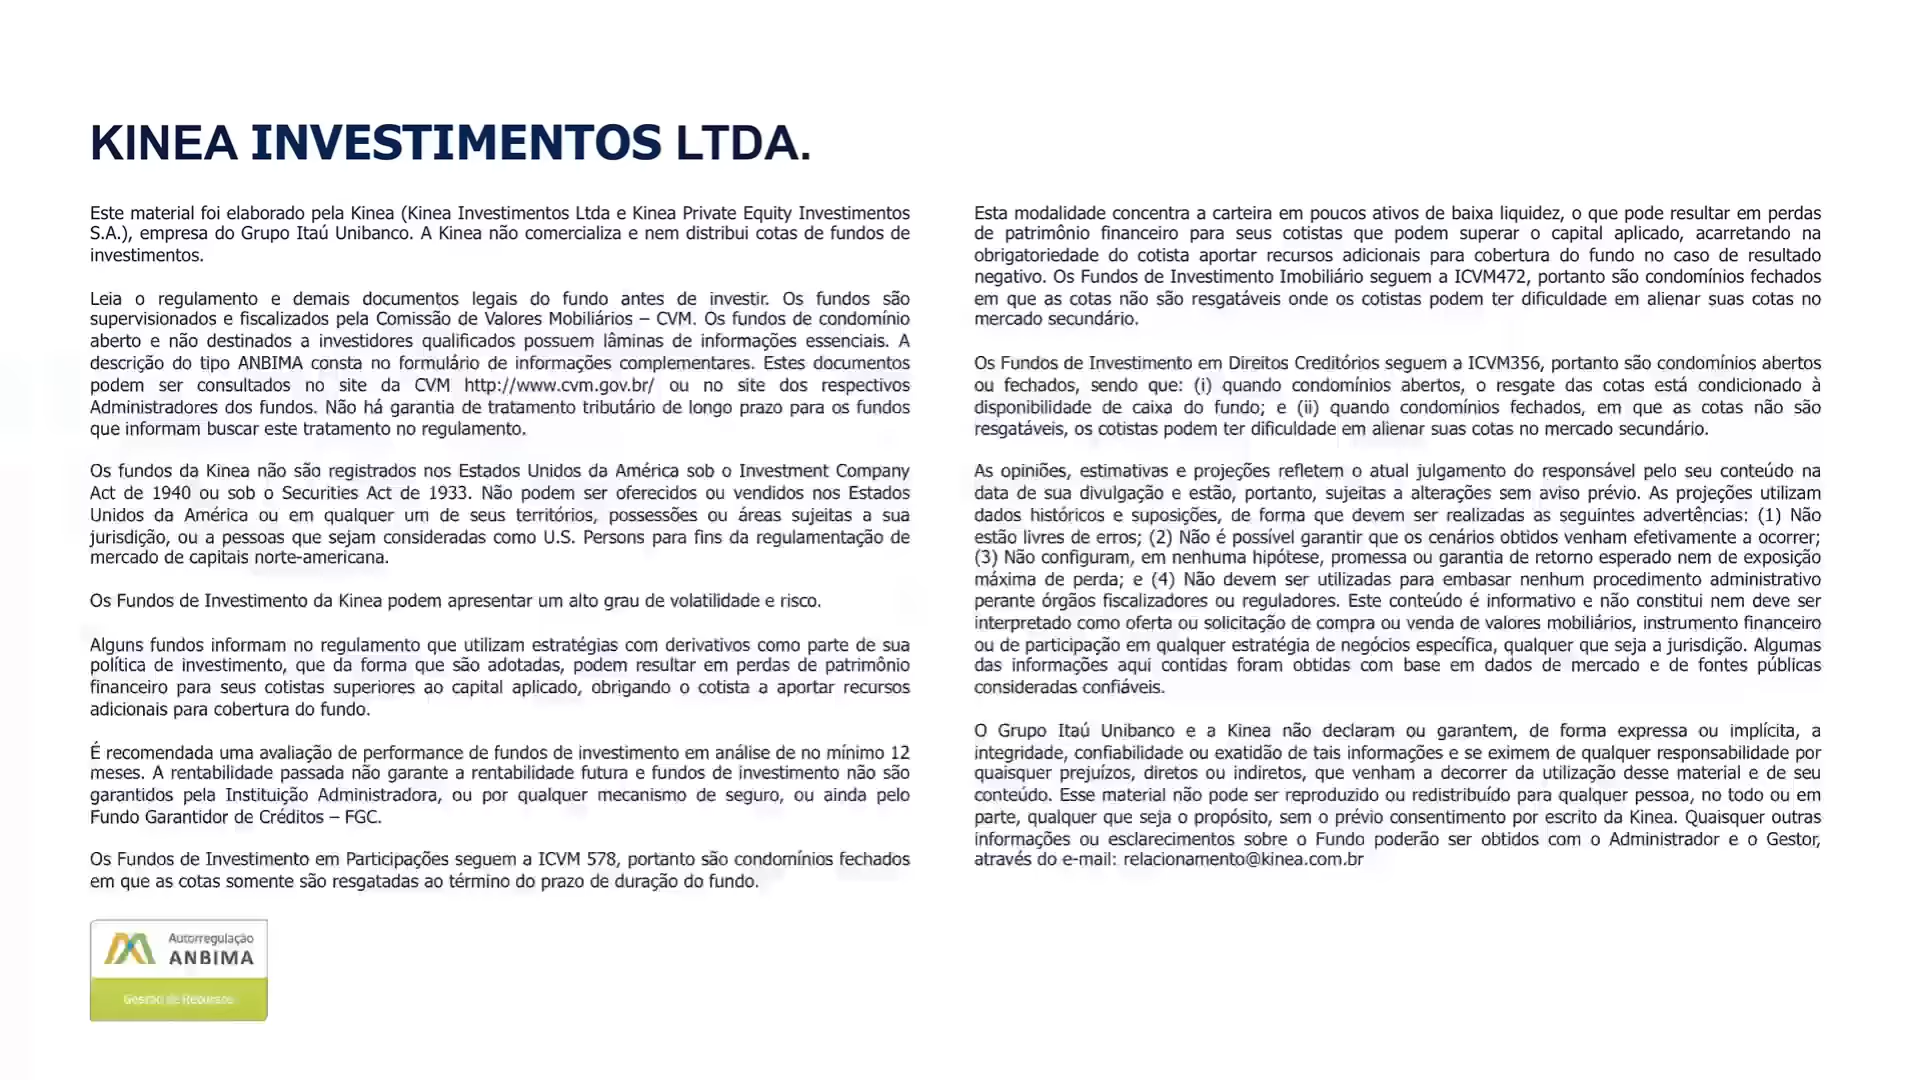 KINEA INVESTIMENTOS LTDA.
Este material foi elaborado pela Kinea (Kinea Investimentos Ltda e Kinea Private Equity Investimentos
S.A.), empresa do Grupo Itaú Unibanco. A Kinea não comercializa e nem distribui cotas de fundos de
investimentos.
Leia o regulamento e demais documentos legais do fundo antes de investir. Os fundos são
supervisionados e fiscalizados pela Comissão de Valores Mobiliários – CVM. Os fundos de condomínio
aberto e não destinados a investidores qualificados possuem lâminas de informações essenciais. A
descrição do tipo ANBIMA consta no formulário de informações complementares. Estes documentos
podem ser consultados no site da CVM http://www.cvm.gov.br/ ou no site dos respectivos
Administradores dos fundos. Não há garantia de tratamento tributário de longo prazo para os fundos
que informam buscar este tratamento no regulamento.
Os fundos da Kinea não são registrados nos Estados Unidos da América sob o Investment Company
Act de 1940 ou sob o Securities Act de 1933. Não podem ser oferecidos ou vendidos nos Estados
Unidos da América ou em qualquer um de seus territórios, possessões ou áreas sujeitas a sua
jurisdição, ou a pessoas que sejam consideradas como U.S. Persons para fins da regulamentação de
mercado de capitais norte-americana.
Os Fundos de Investimento da Kinea podem apresentar um alto grau de volatilidade e risco.
Alguns fundos informam no regulamento que utilizam estratégias com derivativos como parte de sua
política de investimento, que da forma que são adotadas, podem resultar em perdas de patrimônio
financeiro para seus cotistas superiores ao capital aplicado, obrigando o cotista a aportar recursos
adicionais para cobertura do fundo.
É recomendada uma avaliação de performance de fundos de investimento em análise de no mínimo 12
meses. A rentabilidade passada não garante a rentabilidade futura e fundos de investimento não são
garantidos pela Instituição Administradora, ou por qualquer mecanismo de seguro, ou ainda pelo
Fundo Garantidor de Créditos – FGC.
Os Fundos de Investimento em Participações seguem a ICVM 578, portanto são condomínios fechados
em que as cotas somente são resgatadas ao término do prazo de duração do fundo.
Esta modalidade concentra a carteira em poucos ativos de baixa liquidez, o que pode resultar em perdas
de patrimônio financeiro para seus cotistas que podem superar o capital aplicado, acarretando na
obrigatoriedade do cotista aportar recursos adicionais para cobertura do fundo no caso de resultado
negativo. Os Fundos de Investimento Imobiliário seguem a ICVM472, portanto são condomínios fechados
em que as cotas não são resgatáveis onde os cotistas podem ter dificuldade em alienar suas cotas no
mercado secundário.
Os Fundos de Investimento em Direitos Creditórios seguem a ICVM356, portanto são condomínios abertos
ou fechados, sendo que: (i) quando condomínios abertos, o resgate das cotas está condicionado à
disponibilidade de caixa do fundo; e (ii) quando condomínios fechados, em que as cotas não são
resgatáveis, os cotistas podem ter dificuldade em alienar suas cotas no mercado secundário.
As opiniões, estimativas e projeções refletem o atual julgamento do responsável pelo seu conteúdo na
data de sua divulgação e estão, portanto, sujeitas a alterações sem aviso prévio. As projeções utilizam
dados históricos e suposições, de forma que devem ser realizadas as seguintes advertências: (1) Não
estão livres de erros; (2) Não é possível garantir que os cenários obtidos venham efetivamente a ocorrer;
(3) Não configuram, em nenhuma hipótese, promessa ou garantia de retorno esperado nem de exposição
máxima de perda; e (4) Não devem ser utilizadas para embasar nenhum procedimento administrativo
perante órgãos fiscalizadores ou reguladores. Este conteúdo é informativo e não constitui nem deve ser
interpretado como oferta ou solicitação de compra ou venda de valores mobiliários, instrumento financeiro
ou de participação em qualquer estratégia de negócios específica, qualquer que seja a jurisdição. Algumas
das informações aqui contidas foram obtidas com base em dados de mercado e de fontes públicas
consideradas confiáveis.
O Grupo Itaú Unibanco e a Kinea não declaram ou garantem, de forma expressa ou implícita, a
integridade, confiabilidade ou exatidão de tais informações e se eximem de qualquer responsabilidade por
quaisquer prejuízos, diretos ou indiretos, que venham a decorrer da utilização desse material e de seu
conteúdo. Esse material não pode ser reproduzido ou redistribuído para qualquer pessoa, no todo ou em
parte, qualquer que seja o propósito, sem o prévio consentimento por escrito da Kinea. Quaisquer outras
informações ou esclarecimentos sobre o Fundo poderão ser obtidos com o Administrador e o Gestor,
através do e-mail: relacionamento@kinea.com.br
Autorregulação
ANBIMA
Gestão de Recursos